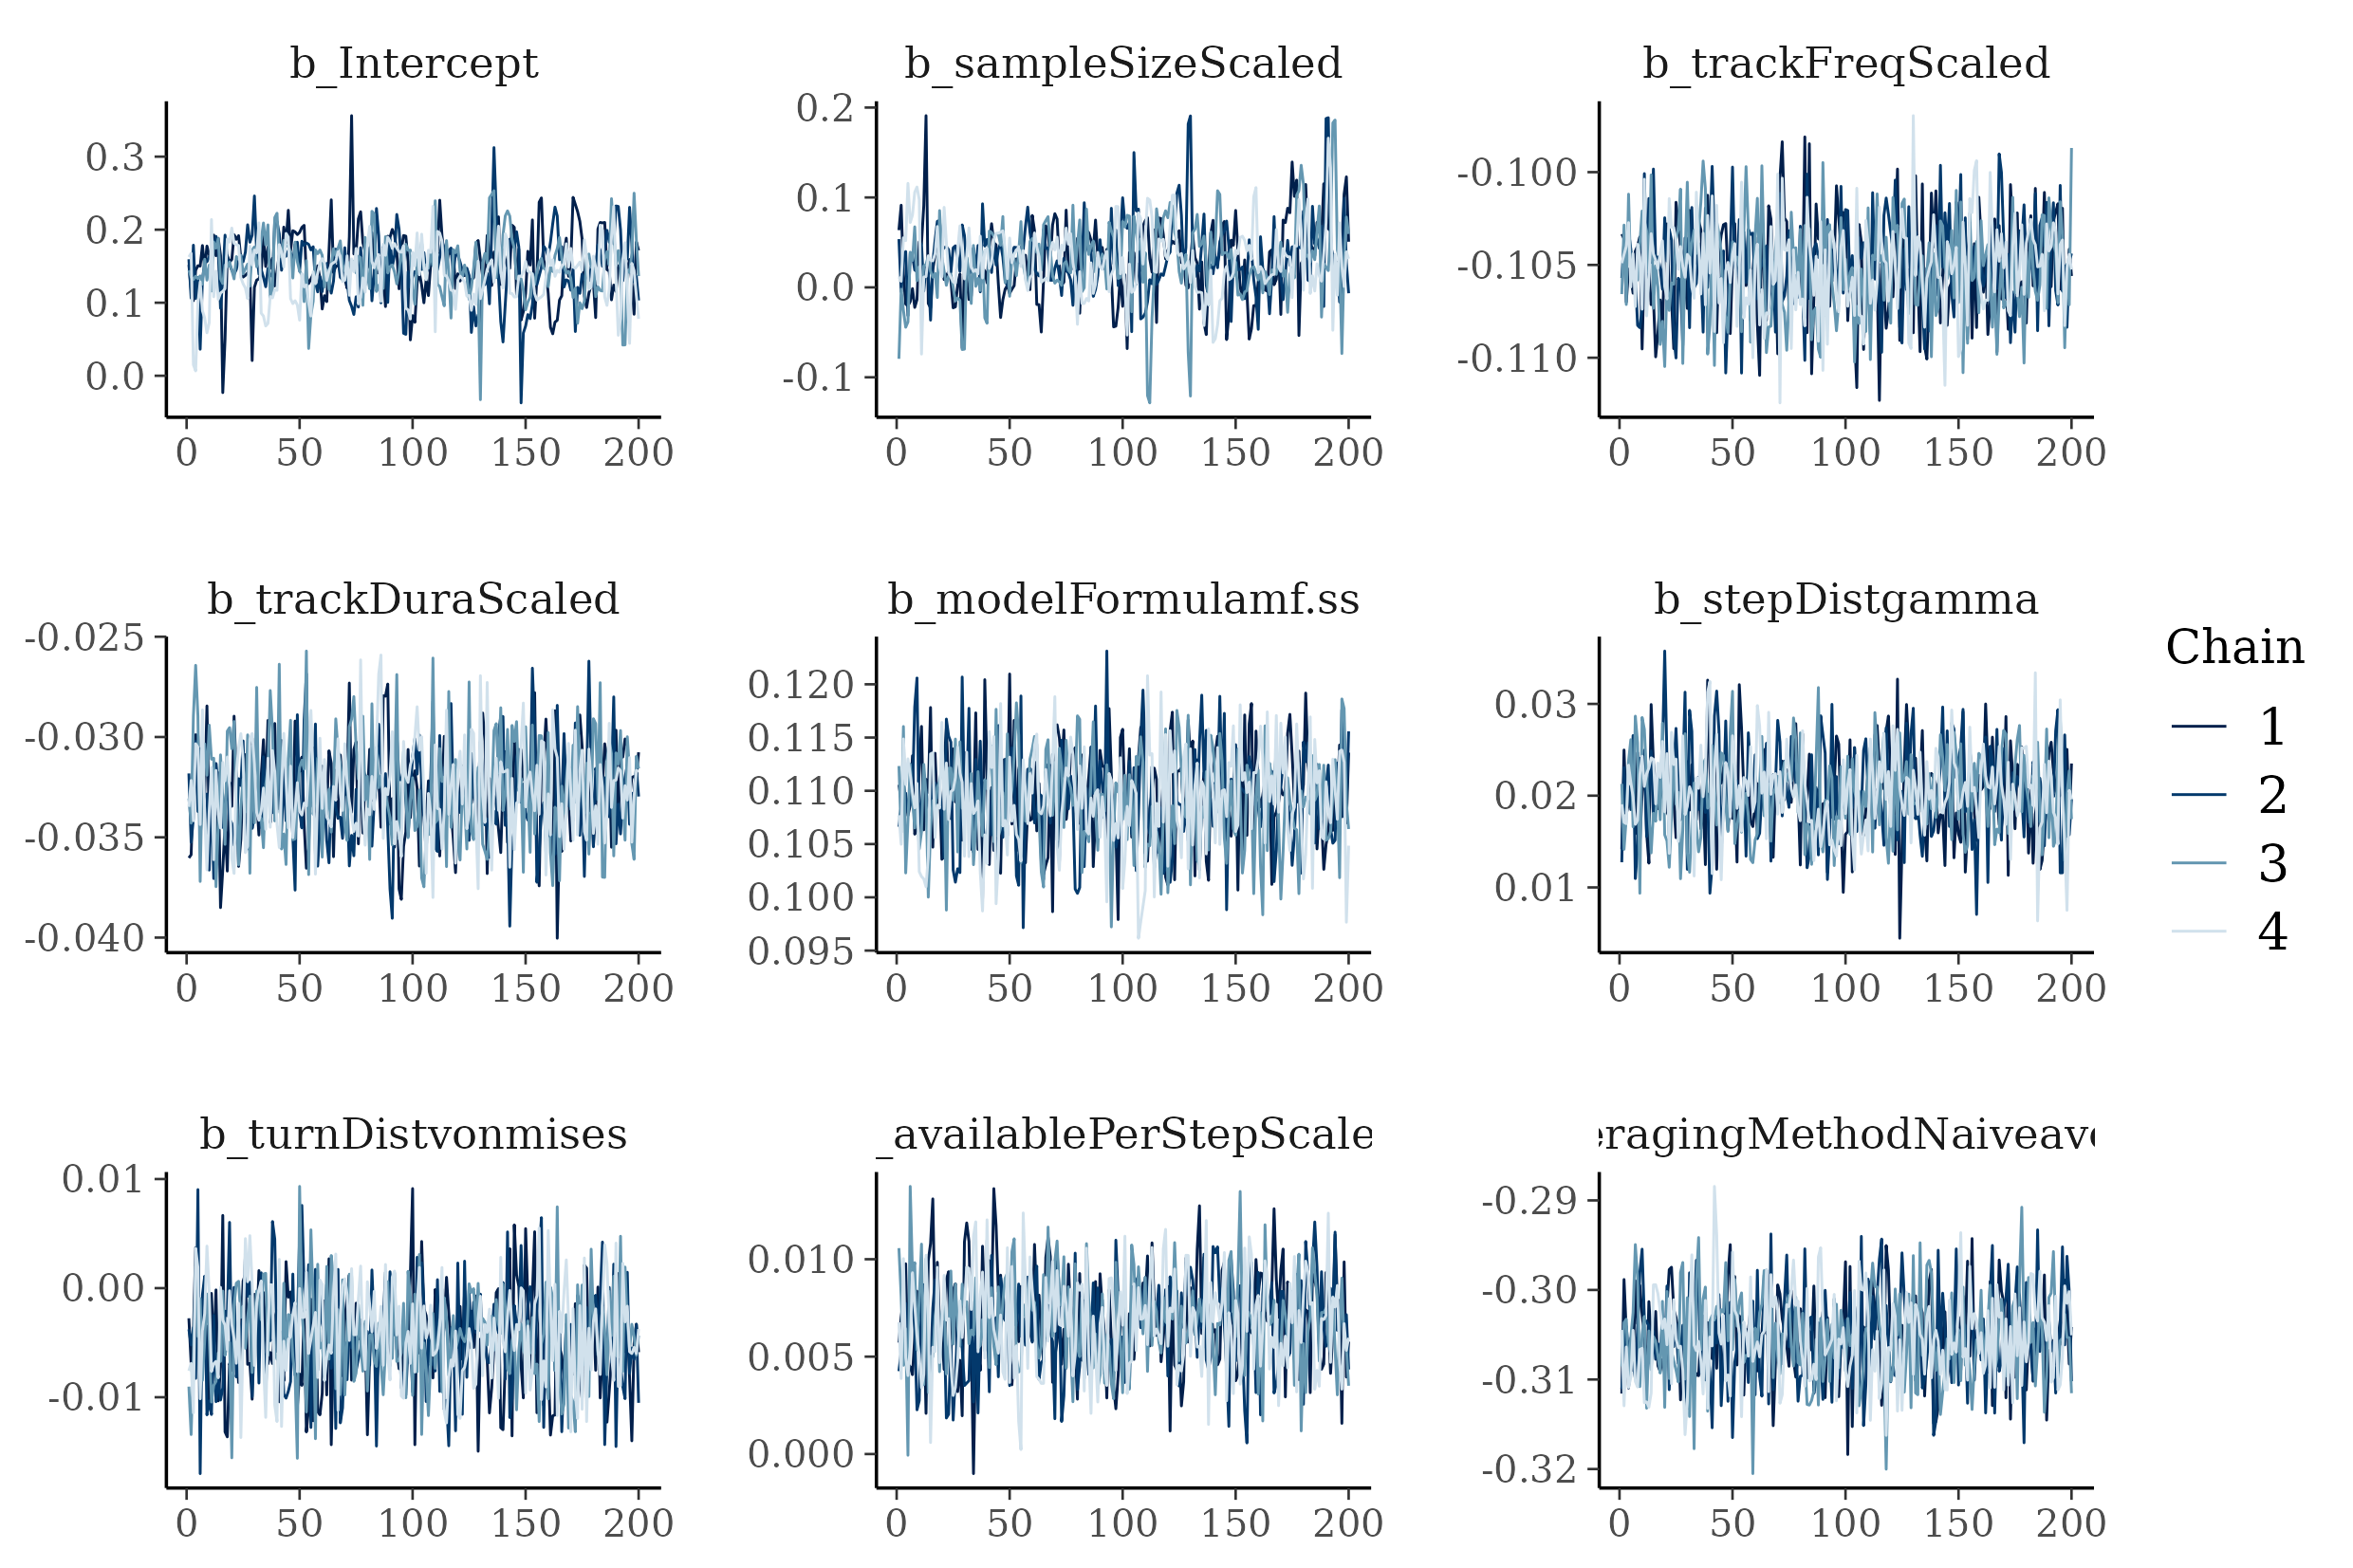 b_Intercept
b_sampleSizeScaled
b_trackFreqScaled
0.3
0.2
0.1
0.0
0 50 100 150 200
0.2
0.1
0.0
-0.1
0 50 100 150 200
-0.100
-0.105
-0.110
0 50 100 150 200
b_trackDuraScaled
b_modelFormulamf.ss
b_stepDistgamma
-0.025
-0.030
-0.035
-0.040
0 50 100 150 200
0.120
0.115
0.110
0.105
0.100
0.095
0 50 100 150 200
0.03
0.02
0.01
0 50 100 150 200
Chain
1
2
3
4
b_turnDistvonmises
_availablePerStepScale
eragingMethodNaiveave
0.01
0.00
-0.01
0 50 100 150 200
0.010
0.005
0.000
0 50 100 150 200
-0.29
-0.30
-0.31
-0.32
0 50 100 150 200